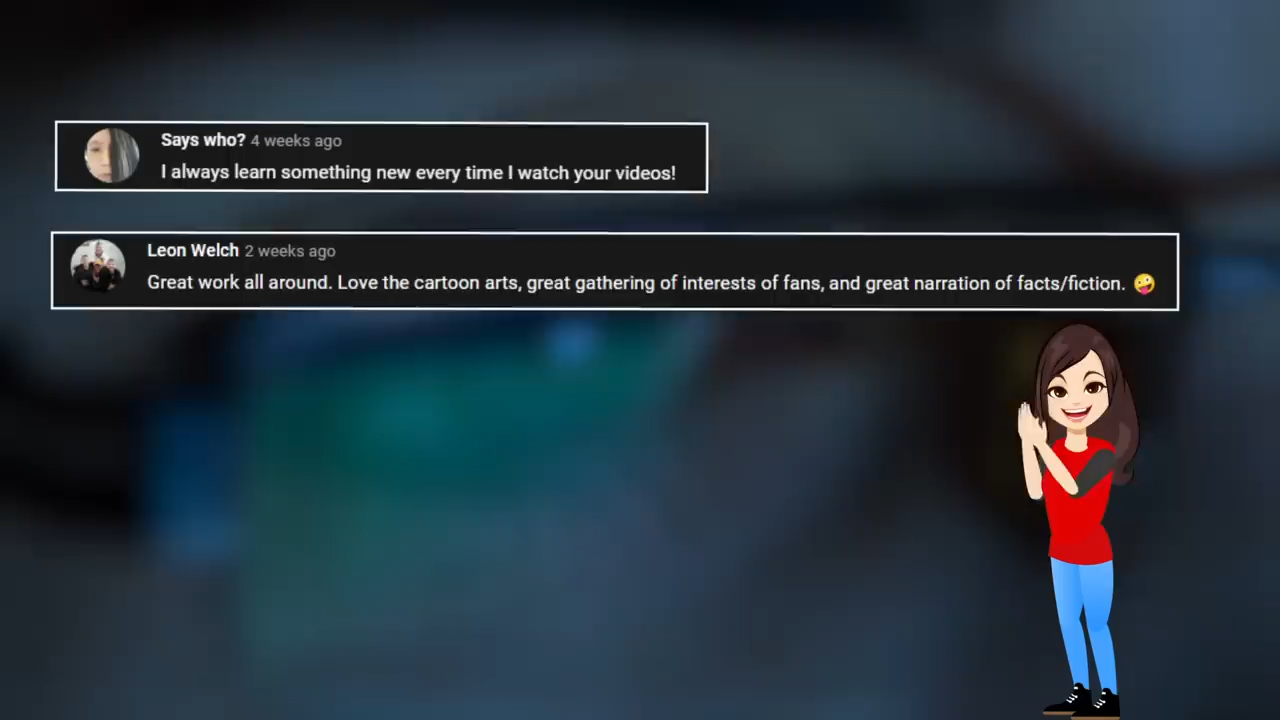 Says who? 4 weeks ago
I always learn something new every time I watch your videos!
Leon Welch 2 weeks ago
Great work all around. Love the cartoon arts, great gathering of interests of fans, and great narration of facts/fiction. 🤪